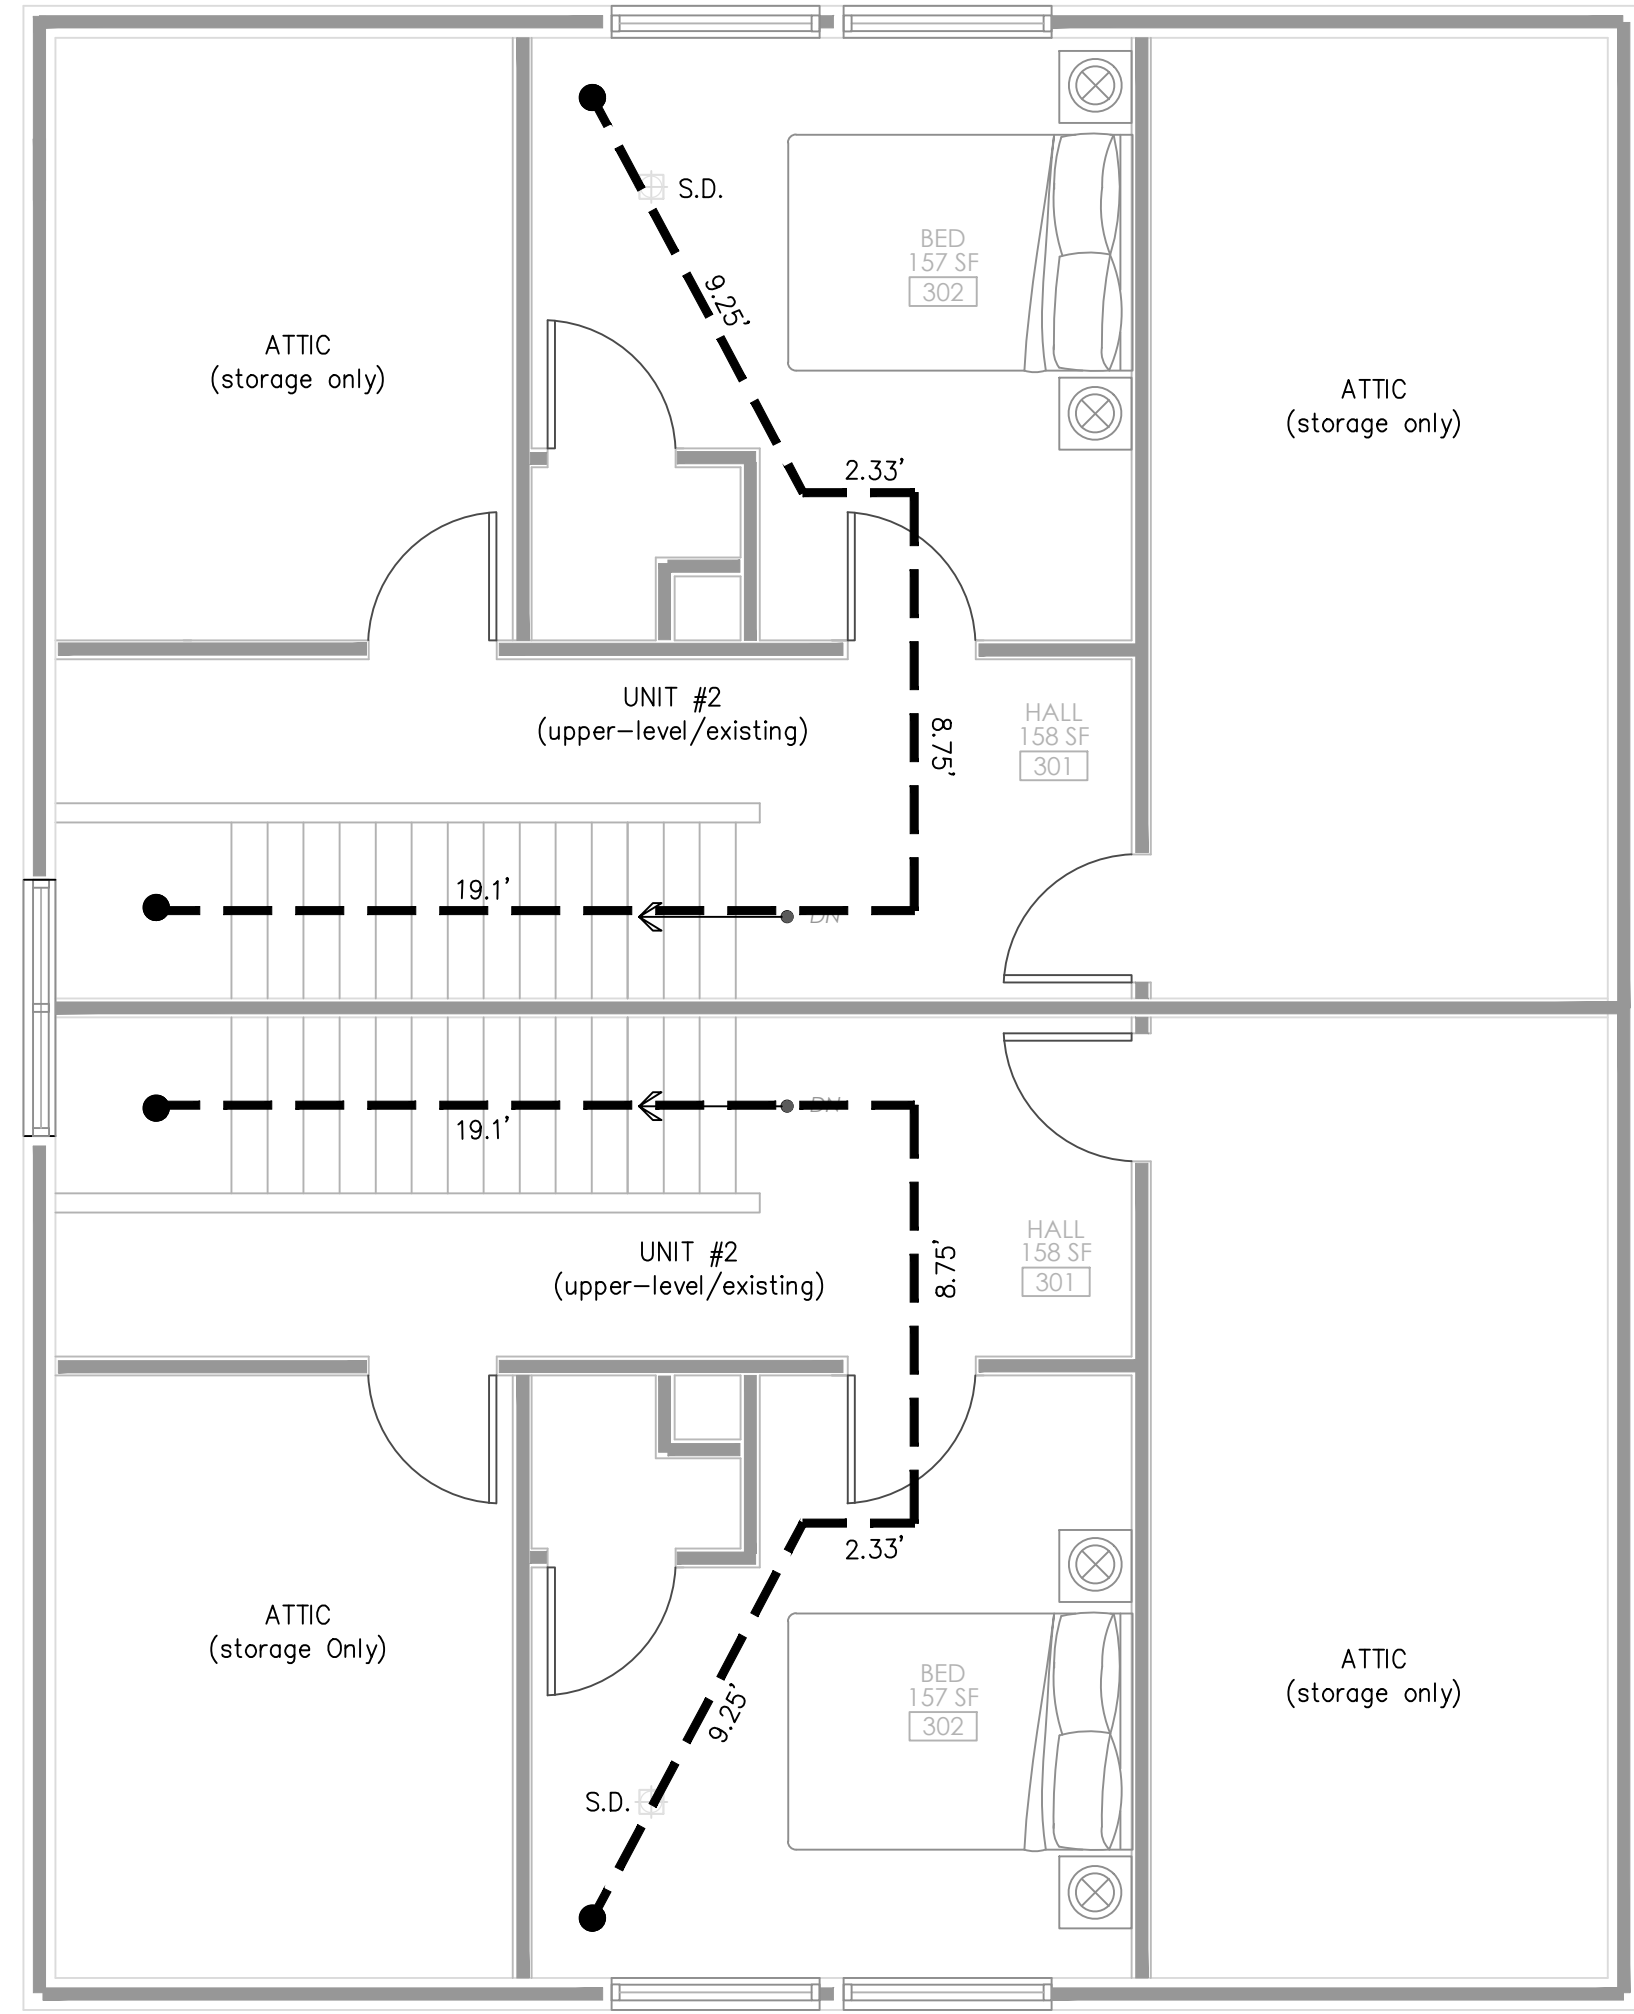 S.D.
BED
157 SF
302
9.25'
ATTIC
(storage only)
ATTIC
(storage only)
2.33'
UNIT #2
(upper-level/existing)
HALL
158 SF
301
8.75'
19.1'
DN
DN
19.1'
HALL
158 SF
301
UNIT #2
(upper-level/existing)
8.75'
2.33'
ATTIC
(storage Only)
BED
157 SF
302
ATTIC
(storage only)
9.25'
S.D.